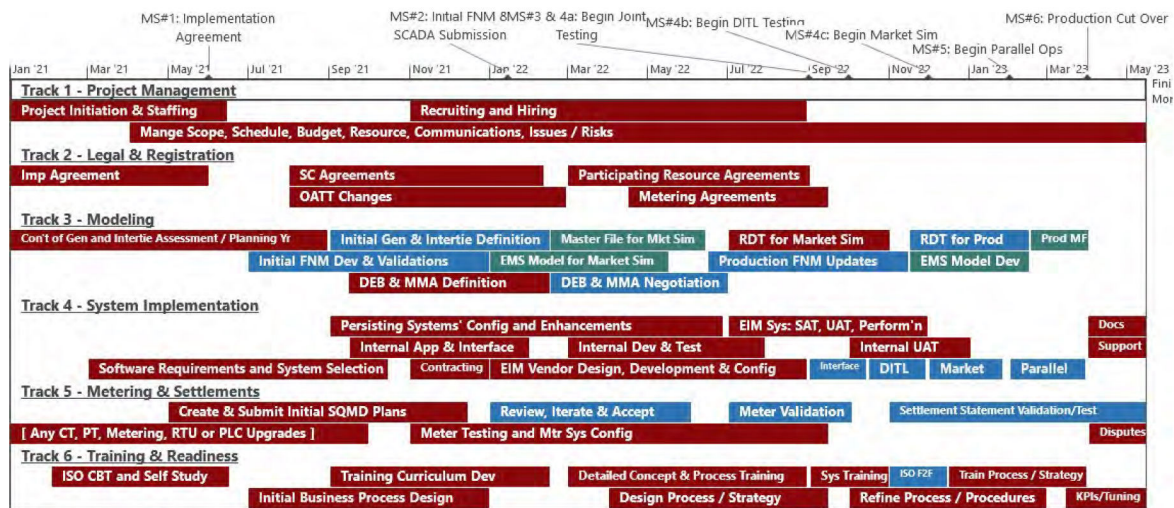 MS#1: Implementation
Agreement
MS#2: Initial FNM &
SCADA Submission
MS#3 & 4a: Begin Joint
Testing
MS#4b: Begin DITL Testing
MS#4c: Begin Market Sim
MS#5: Begin Parallel Ops
MS#6: Production Cut Over
Jan '21 Mar '21 May '21 Jul '21 Sep '21 Nov '21 Jan '22 Mar '22 May '22 Jul '22 Sep '22 Nov '22 Jan '23 Mar '23 May '23
Fini
Mor
Track 1 - Project Management
Project Initiation & Staffing Recruiting and Hiring
Mange Scope, Schedule, Budget, Resource, Communications, Issues / Risks
Track 2 - Legal & Registration
Imp Agreement SC Agreements Participating Resource Agreements
OATT Changes Metering Agreements
Track 3 - Modeling
Con't of Gen and Intertie Assessment / Planning Yr Initial Gen & Intertie Definition Master File for Mkt Sim RDT for Market Sim RDT for Prod Prod MF
Initial FNM Dev & Validations EMS Model for Market Sim Production FNM Updates EMS Model Dev
DEB & MMA Definition DEB & MMA Negotiation
Track 4 - System Implementation
Persisting Systems' Config and Enhancements EIM Sys: SAT, UAT, Perform'n Docs
Internal App & Interface Internal Dev & Test Internal UAT Support
Software Requirements and System Selection Contracting EIM Vendor Design, Development & Config Interface DITL Market Parallel
Track 5 - Metering & Settlements
Create & Submit Initial SQMD Plans Review, Iterate & Accept Meter Validation Settlement Statement Validation/Test
[ Any CT, PT, Metering, RTU or PLC Upgrades ] Meter Testing and Mtr Sys Config Disputes
Track 6 - Training & Readiness
ISO CBT and Self Study Training Curriculum Dev Detailed Concept & Process Training Sys Training ISO F2F Train Process / Strategy
Initial Business Process Design Design Process / Strategy Refine Process / Procedures KPIs/Tuning